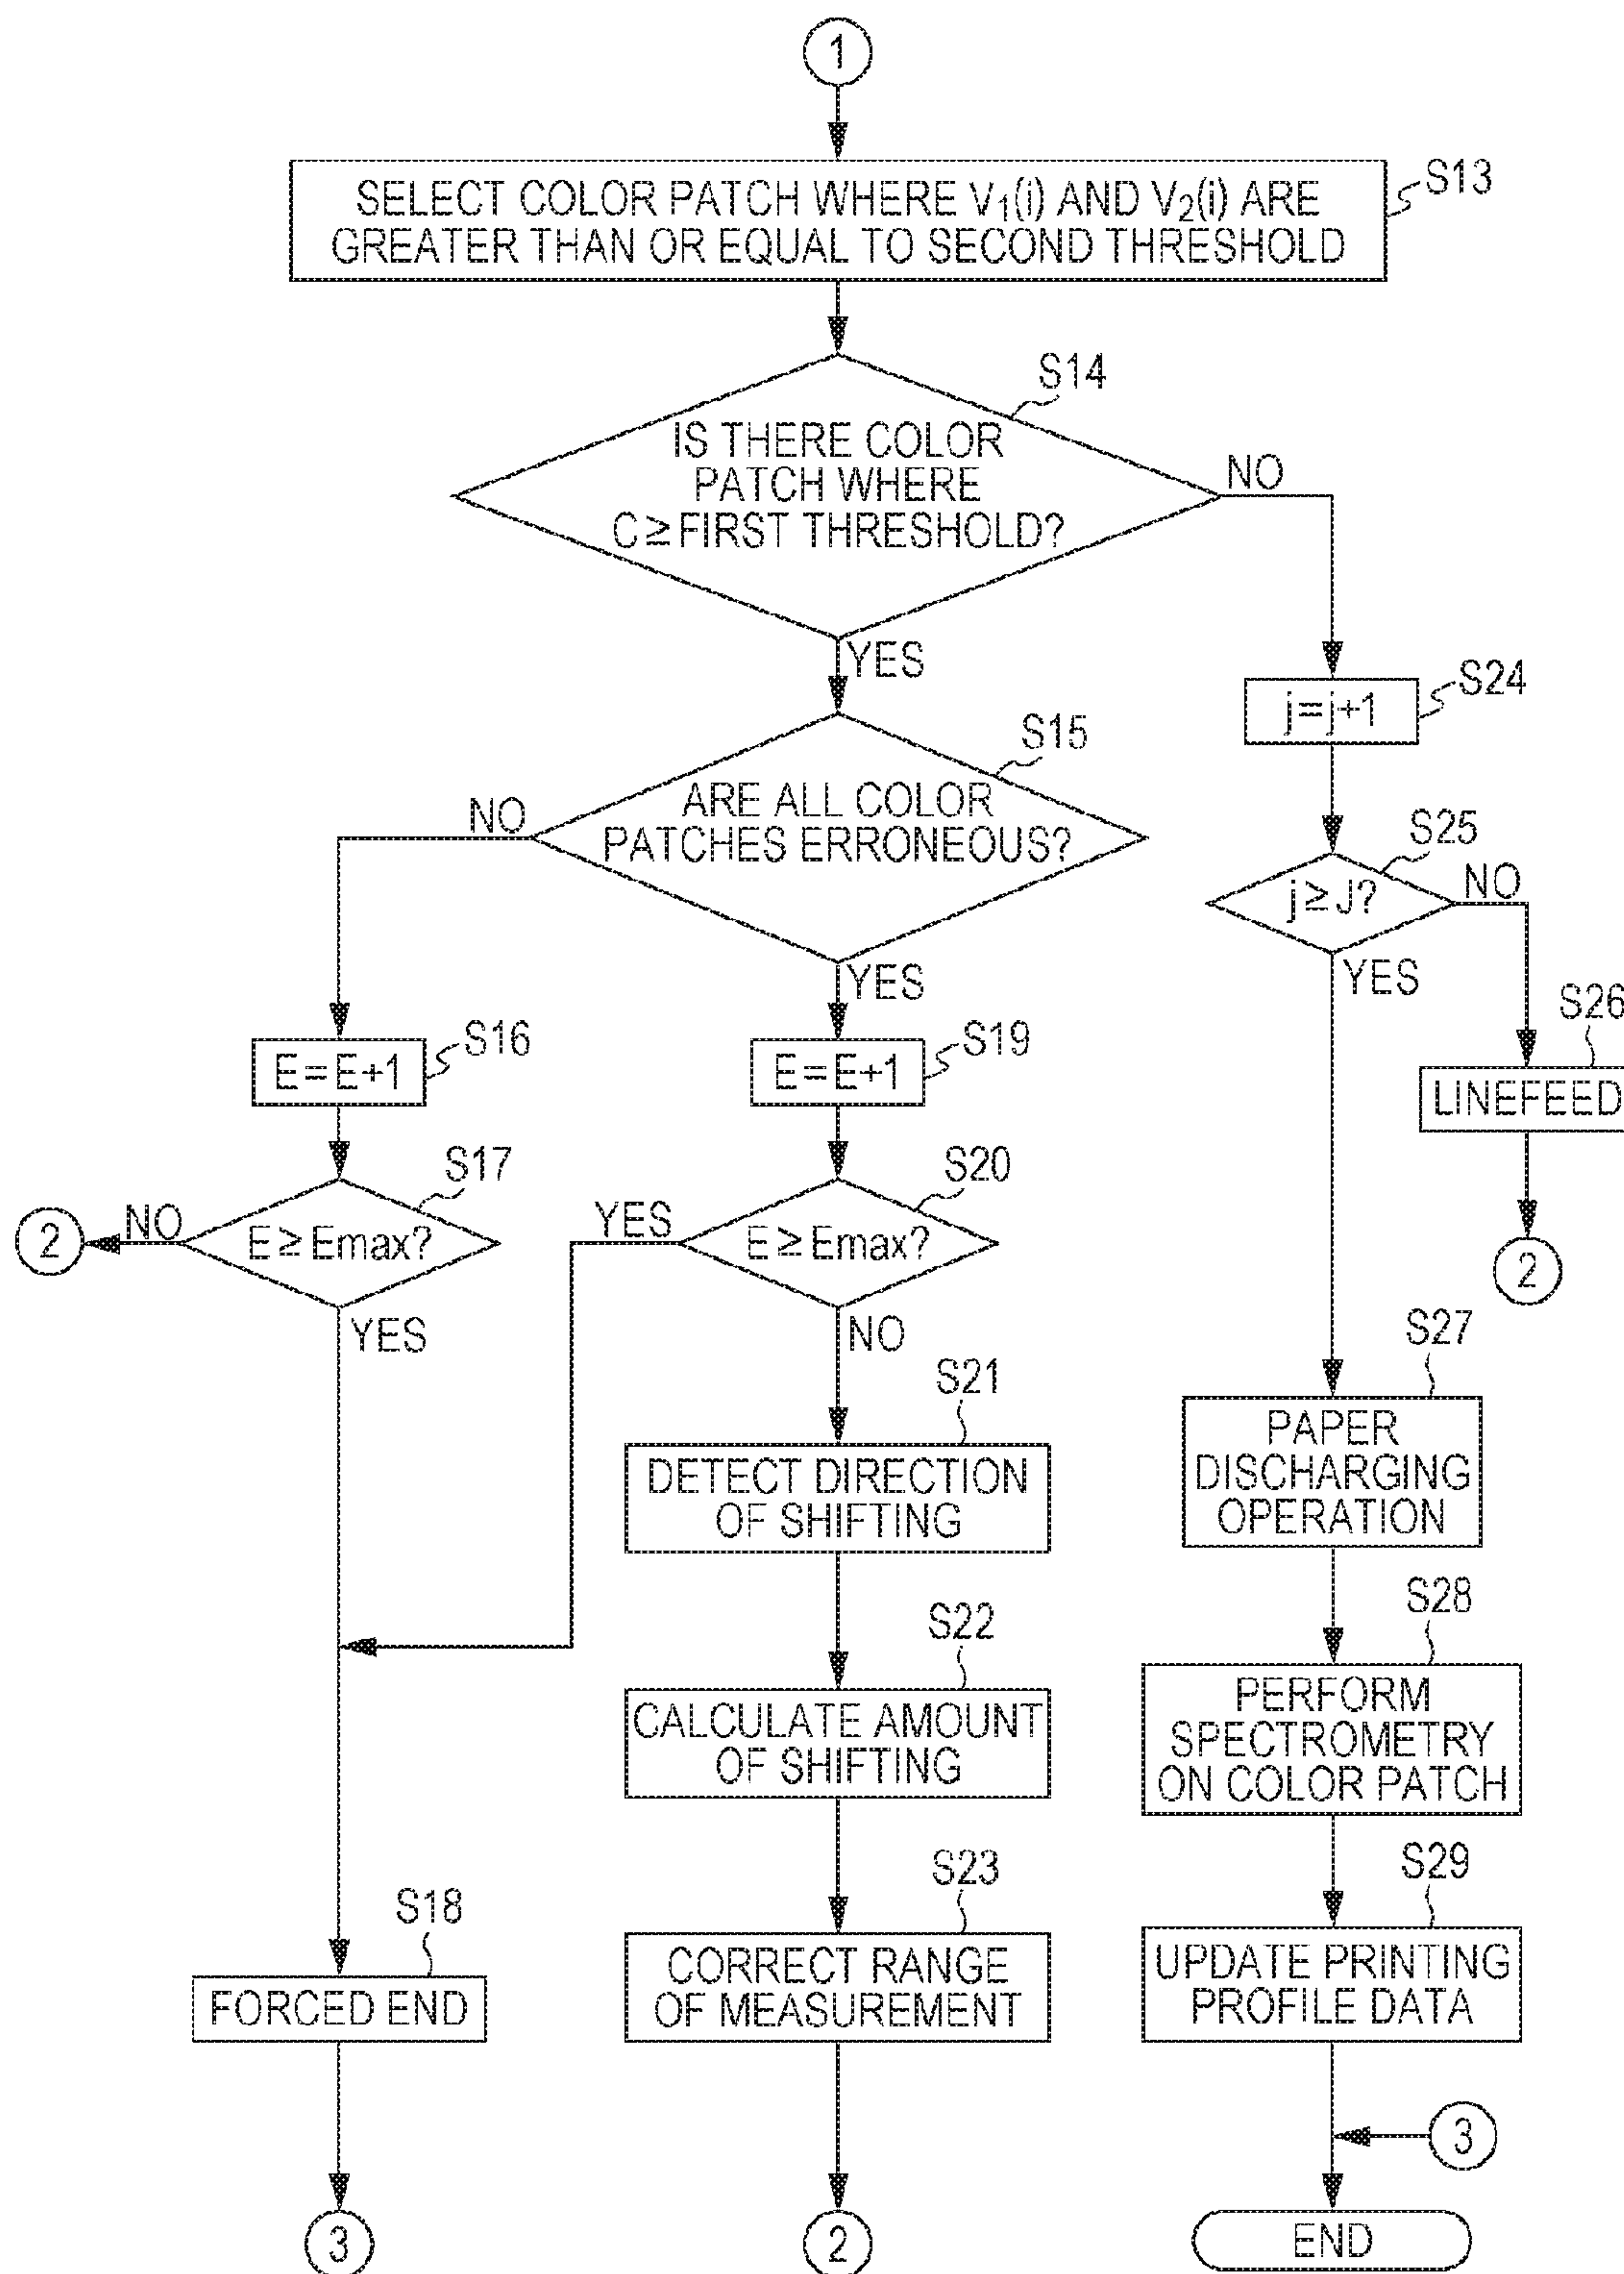 1
SELECT COLOR PATCH WHERE V1(i) AND V2(i) ARE
GREATER THAN OR EQUAL TO SECOND THRESHOLD
S13
S14
IS THERE COLOR
PATCH WHERE
C ≥ FIRST THRESHOLD?
NO
YES
S24
j=j+1
S15
ARE ALL COLOR
PATCHES ERRONEOUS?
NO
YES
S25
j ≥ J?
NO
YES
S26
LINEFEED
2
S16
E=E+1
S19
E=E+1
S17
E ≥ Emax?
NO
2
YES
S20
E ≥ Emax?
YES
NO
S21
DETECT DIRECTION
OF SHIFTING
S27
PAPER
DISCHARGING
OPERATION
S22
CALCULATE AMOUNT
OF SHIFTING
S28
PERFORM
SPECTROMETRY
ON COLOR PATCH
S18
FORCED END
S23
CORRECT RANGE
OF MEASUREMENT
S29
UPDATE PRINTING
PROFILE DATA
3
3
2
END